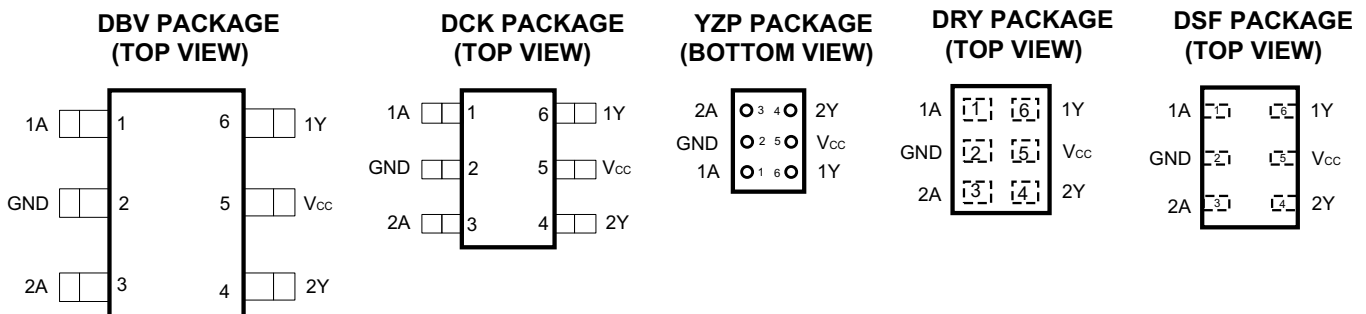 DBV PACKAGE
(TOP VIEW)
1A 1 6 1Y
GND 2 5 VCC
2A 3 4 2Y
DCK PACKAGE
(TOP VIEW)
1A 1 6 1Y
GND 2 5 VCC
2A 3 4 2Y
YZP PACKAGE
(BOTTOM VIEW)
2A 3 4 2Y
GND 2 5 VCC
1A 1 6 1Y
DRY PACKAGE
(TOP VIEW)
1A 1 6 1Y
GND 2 5 VCC
2A 3 4 2Y
DSF PACKAGE
(TOP VIEW)
1A 1 6 1Y
GND 2 5 VCC
2A 3 4 2Y